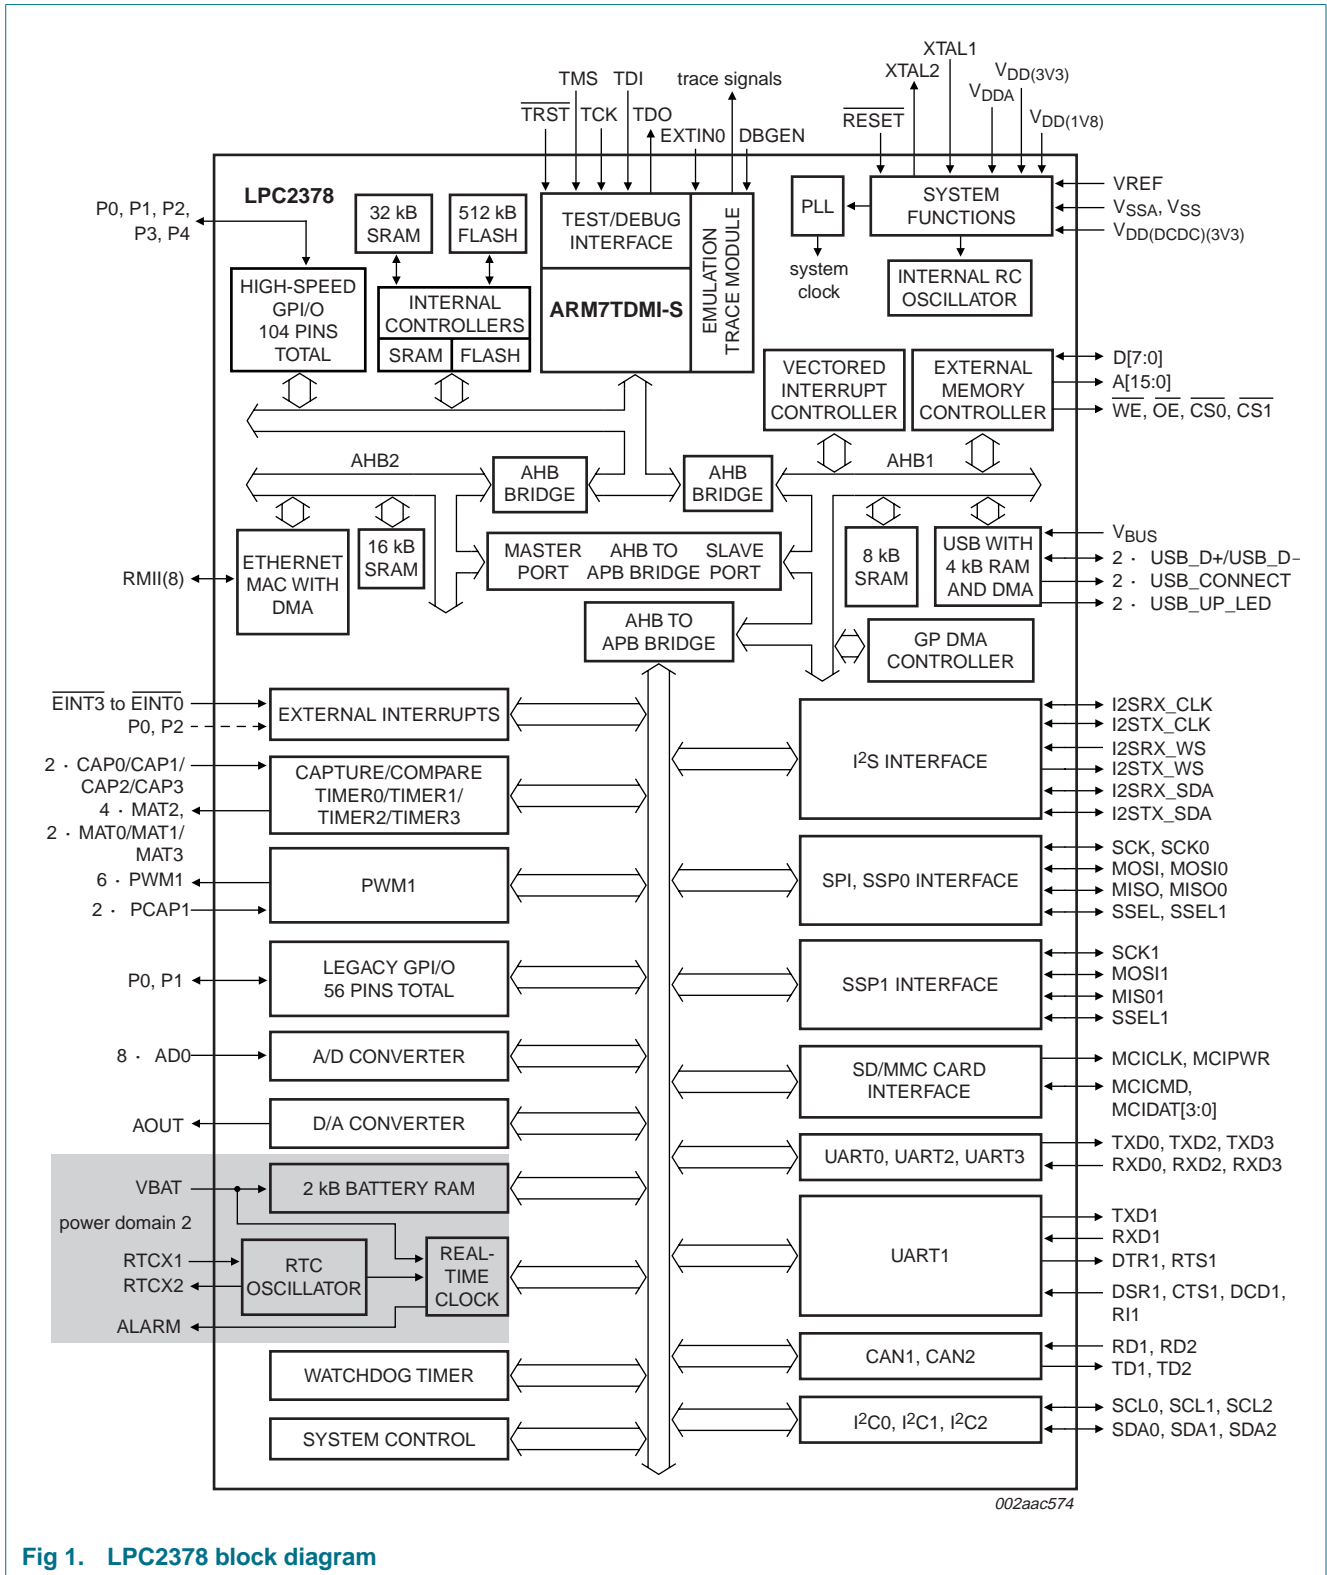 XTAL1
XTAL2
VDD(3V3)
VDDA
VDD(1V8)
RESET
TMS TDI trace signals
TRST TCK TDO
EXTIN0 DBGEN
LPC2378
P0, P1, P2,
P3, P4
32 kB
SRAM
512 kB
FLASH
TEST/DEBUG
INTERFACE
EMULATION
TRACE MODULE
PLL
SYSTEM
FUNCTIONS
VREF
VSSA, VSS
VDD(DCDC)(3V3)
system
clock
INTERNAL RC
OSCILLATOR
HIGH-SPEED
GPI/O
104 PINS
TOTAL
INTERNAL
CONTROLLERS
SRAM FLASH
ARM7TDMI-S
VECTORED
INTERRUPT
CONTROLLER
EXTERNAL
MEMORY
CONTROLLER
D[7:0]
A[15:0]
WE, OE, CS0, CS1
AHB2
AHB
BRIDGE
AHB
BRIDGE
AHB1
ETHERNET
MAC WITH
DMA
RMII(8)
16 kB
SRAM
MASTER
PORT
AHB TO
APB BRIDGE
SLAVE
PORT
8 kB
SRAM
USB WITH
4 kB RAM
AND DMA
VBUS
2 · USB_D+/USB_D−
2 · USB_CONNECT
2 · USB_UP_LED
AHB TO
APB BRIDGE
GP DMA
CONTROLLER
EINT3 to EINT0
P0, P2
EXTERNAL INTERRUPTS
2 · CAP0/CAP1/
CAP2/CAP3
4 · MAT2,
2 · MAT0/MAT1/
MAT3
CAPTURE/COMPARE
TIMER0/TIMER1/
TIMER2/TIMER3
6 · PWM1
2 · PCAP1
PWM1
P0, P1
LEGACY GPI/O
56 PINS TOTAL
8 · AD0
A/D CONVERTER
AOUT
D/A CONVERTER
VBAT
2 kB BATTERY RAM
power domain 2
RTCX1
RTCX2
RTC
OSCILLATOR
REAL-
TIME
CLOCK
ALARM
WATCHDOG TIMER
SYSTEM CONTROL
I2S INTERFACE
I2SRX_CLK
I2STX_CLK
I2SRX_WS
I2STX_WS
I2SRX_SDA
I2STX_SDA
SPI, SSP0 INTERFACE
SCK, SCK0
MOSI, MOSI0
MISO, MISO0
SSEL, SSEL1
SSP1 INTERFACE
SCK1
MOSI1
MIS01
SSEL1
SD/MMC CARD
INTERFACE
MCICLK, MCIPWR
MCICMD,
MCIDAT[3:0]
UART0, UART2, UART3
TXD0, TXD2, TXD3
RXD0, RXD2, RXD3
UART1
TXD1
RXD1
DTR1, RTS1
DSR1, CTS1, DCD1,
RI1
CAN1, CAN2
RD1, RD2
TD1, TD2
I2C0, I2C1, I2C2
SCL0, SCL1, SCL2
SDA0, SDA1, SDA2
002aac574
Fig 1. LPC2378 block diagram